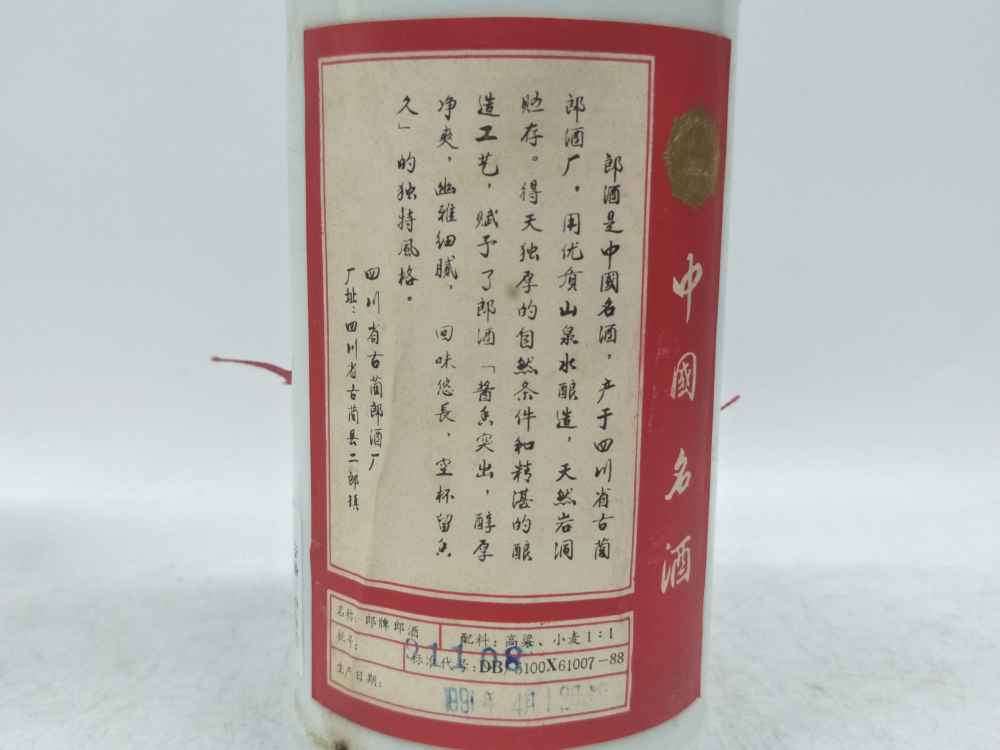 中國名酒
郎酒是中國名酒，产于四川省古蔺
郎酒厂。用优质山泉水酿造，天然岩洞
贮存。得天独厚的自然条件和精湛的酿
造工艺，赋予了郎酒「酱香突出，醇厚
净爽，幽雅细腻，回味悠長，空杯留香
久」的独特風格。
四川省古蔺郎酒厂
厂址：四川省古蔺县二郎镇
名称：郎牌郎酒
配料：高粱、小麦1：1
批号：
标准代号：DB/5100X61007-88
生产日期：